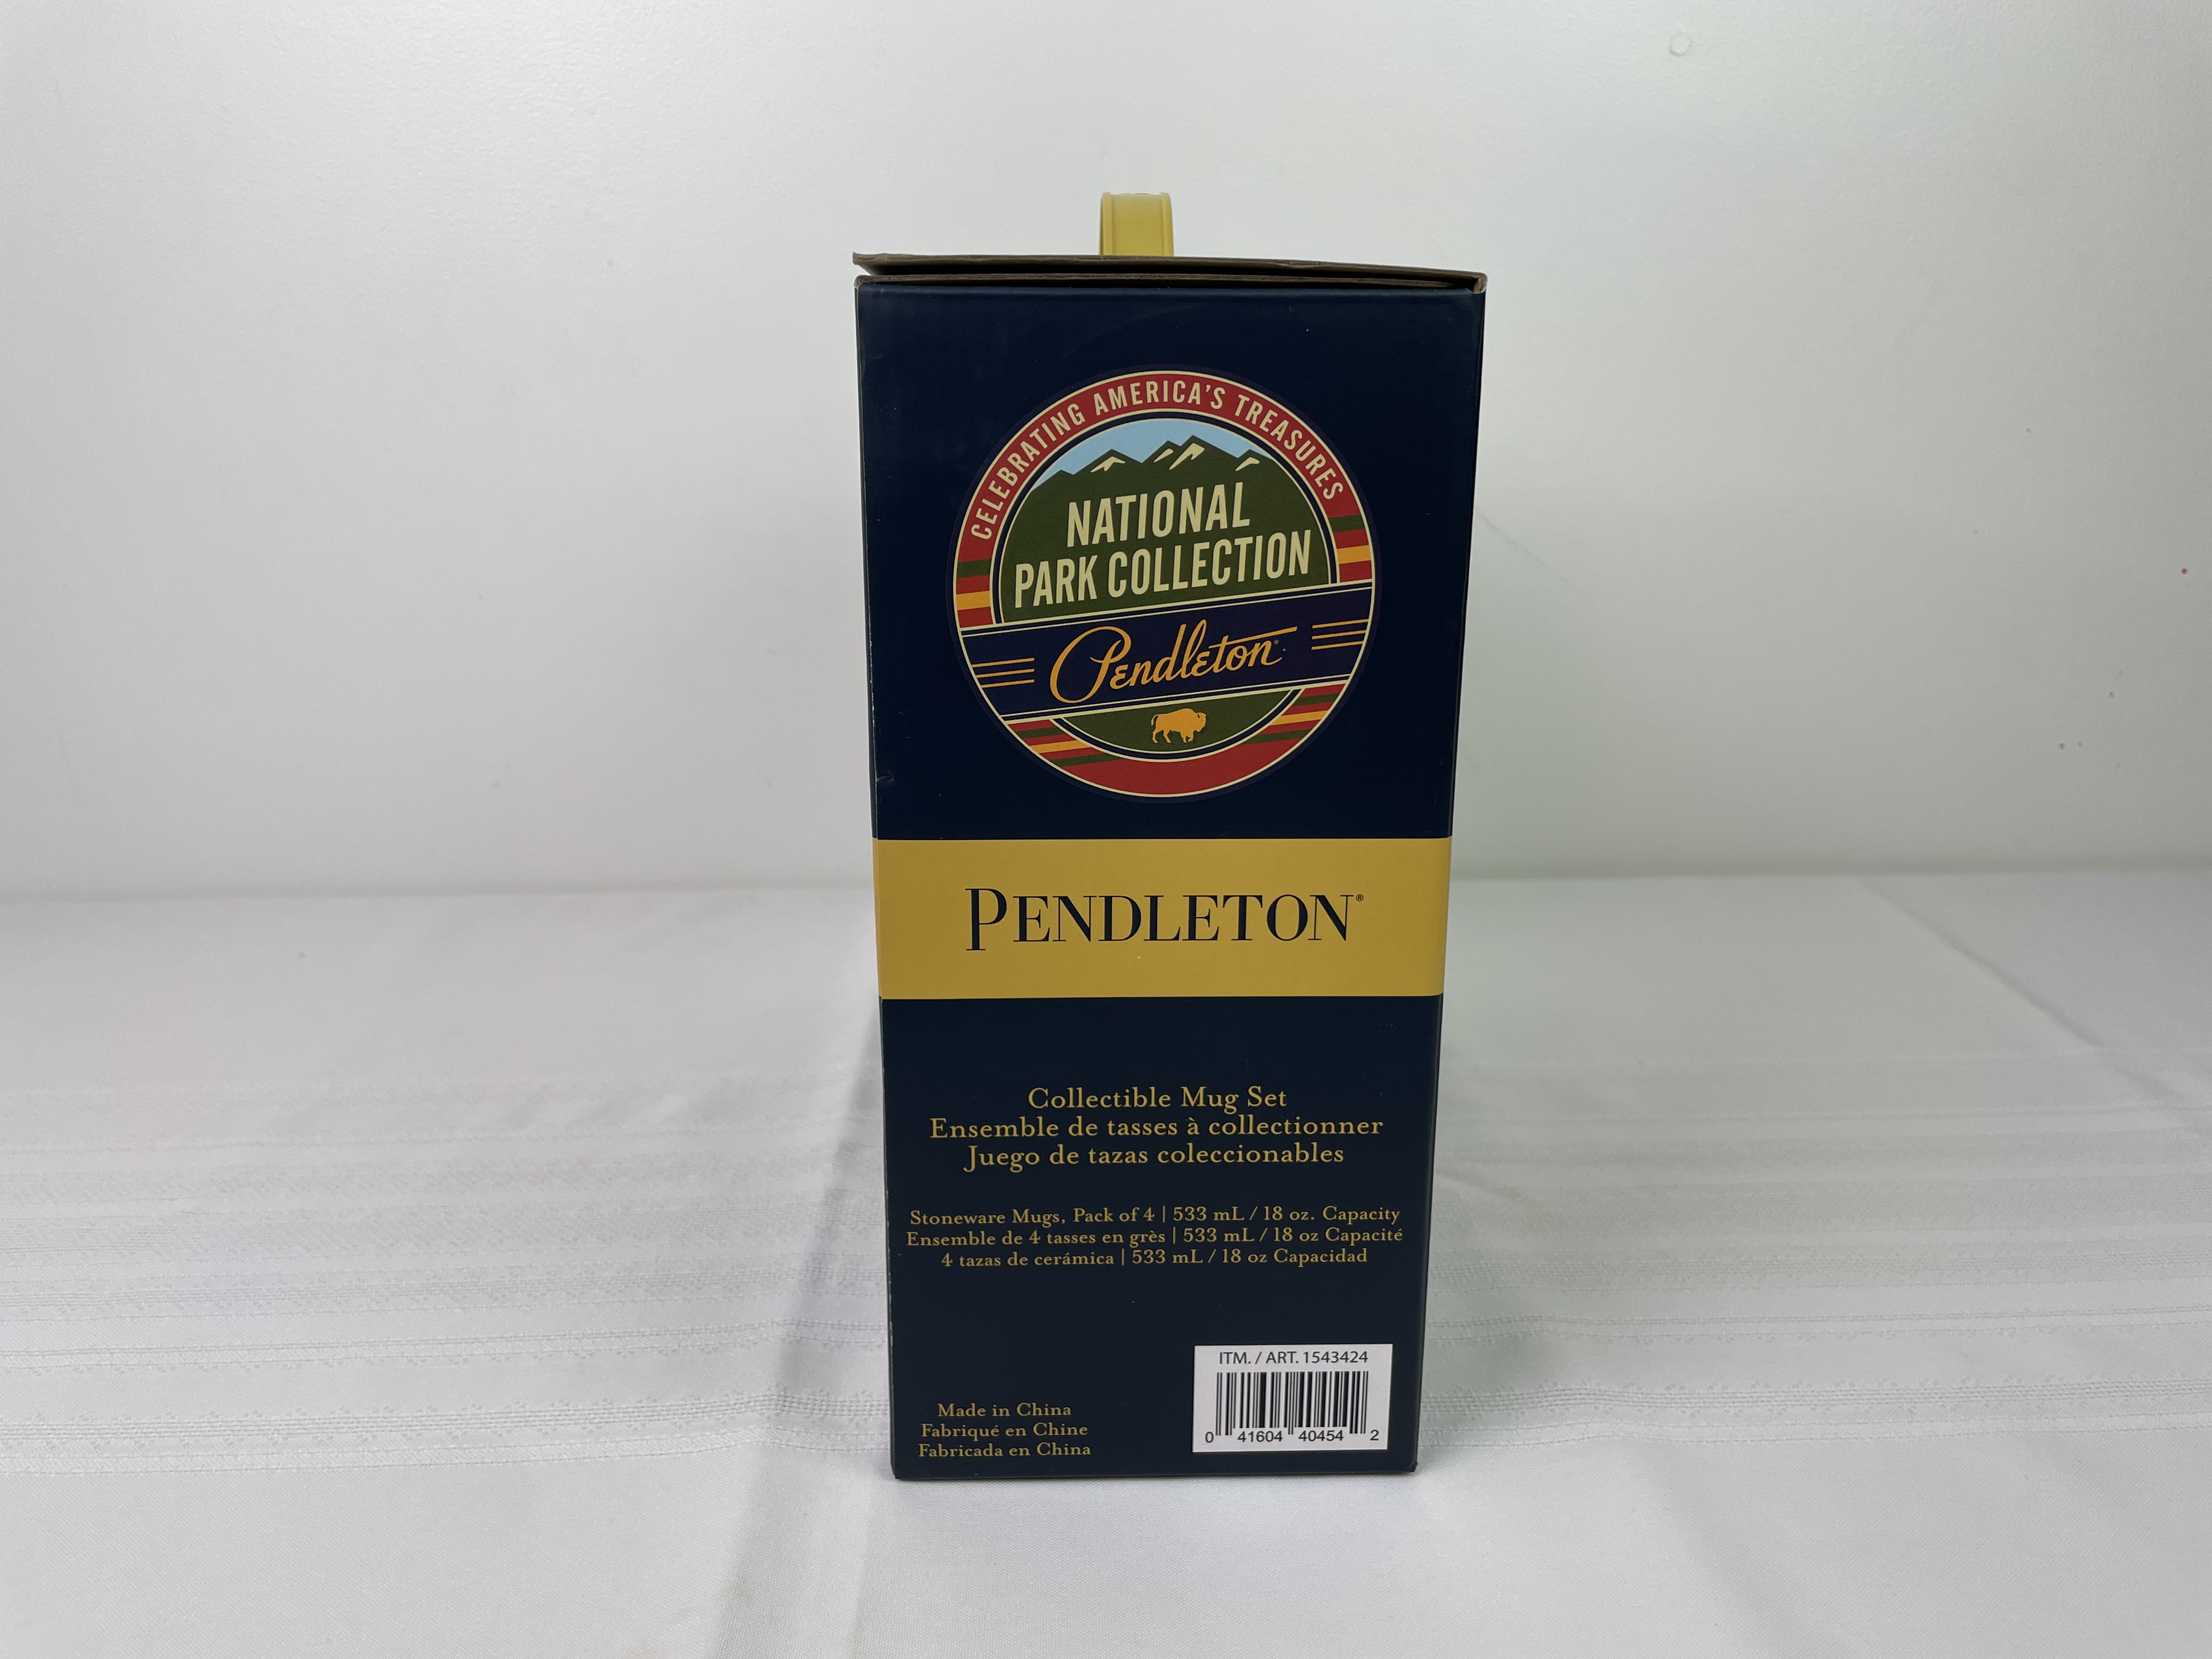 CELEBRATING AMERICA'S TREASURES
NATIONAL
PARK COLLECTION
Pendleton®
PENDLETON®
Collectible Mug Set
Ensemble de tasses à collectionner
Juego de tazas coleccionables
Stoneware Mugs, Pack of 4 | 533 mL / 18 oz. Capacity
Ensemble de 4 tasses en grès | 533 mL / 18 oz Capacité
4 tazas de cerámica | 533 mL / 18 oz Capacidad
Made in China
Fabriqué en Chine
Fabricada en China
ITM. / ART. 1543424
0 41604 40454 2